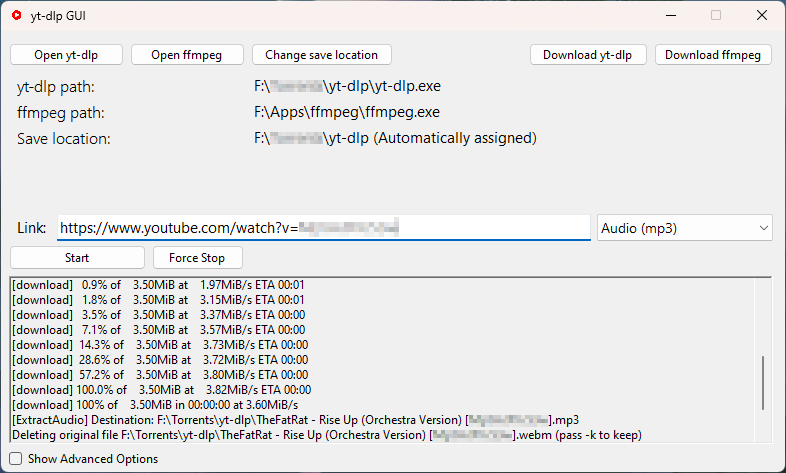 yt-dlp GUI
Open yt-dlp Open ffmpeg Change save location Download yt-dlp Download ffmpeg
yt-dlp path: F:\ \yt-dlp\yt-dlp.exe
ffmpeg path: F:\Apps\ffmpeg\ffmpeg.exe
Save location: F:\ \yt-dlp (Automatically assigned)
Link: https://www.youtube.com/watch?v= Audio (mp3)
Start Force Stop
[download] 0.9% of 3.50MiB at 1.97MiB/s ETA 00:01
[download] 1.8% of 3.50MiB at 3.15MiB/s ETA 00:01
[download] 3.5% of 3.50MiB at 3.37MiB/s ETA 00:00
[download] 7.1% of 3.50MiB at 3.57MiB/s ETA 00:00
[download] 14.3% of 3.50MiB at 3.73MiB/s ETA 00:00
[download] 28.6% of 3.50MiB at 3.72MiB/s ETA 00:00
[download] 57.2% of 3.50MiB at 3.80MiB/s ETA 00:00
[download] 100.0% of 3.50MiB at 3.82MiB/s ETA 00:00
[download] 100% of 3.50MiB in 00:00:00 at 3.60MiB/s
[ExtractAudio] Destination: F:\Torrents\yt-dlp\TheFatRat - Rise Up (Orchestra Version) [ ].mp3
Deleting original file F:\Torrents\yt-dlp\TheFatRat - Rise Up (Orchestra Version) [ ].webm (pass -k to keep)
Show Advanced Options